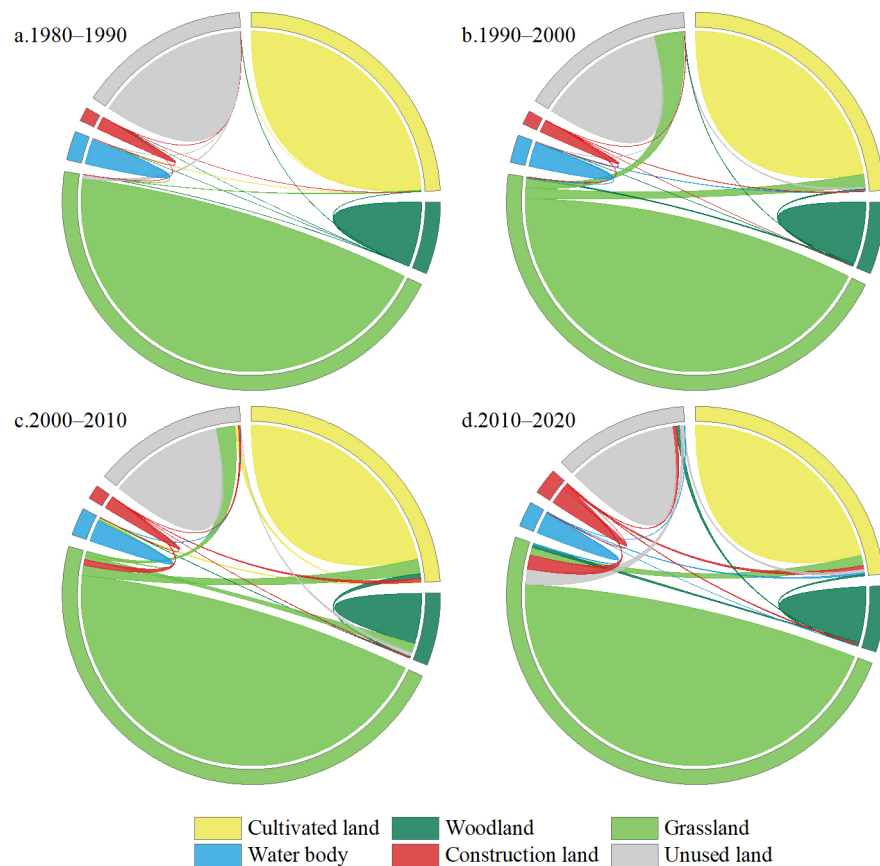 a.1980–1990
b.1990–2000
c.2000–2010
d.2010–2020
Cultivated land
Woodland
Grassland
Water body
Construction land
Unused land